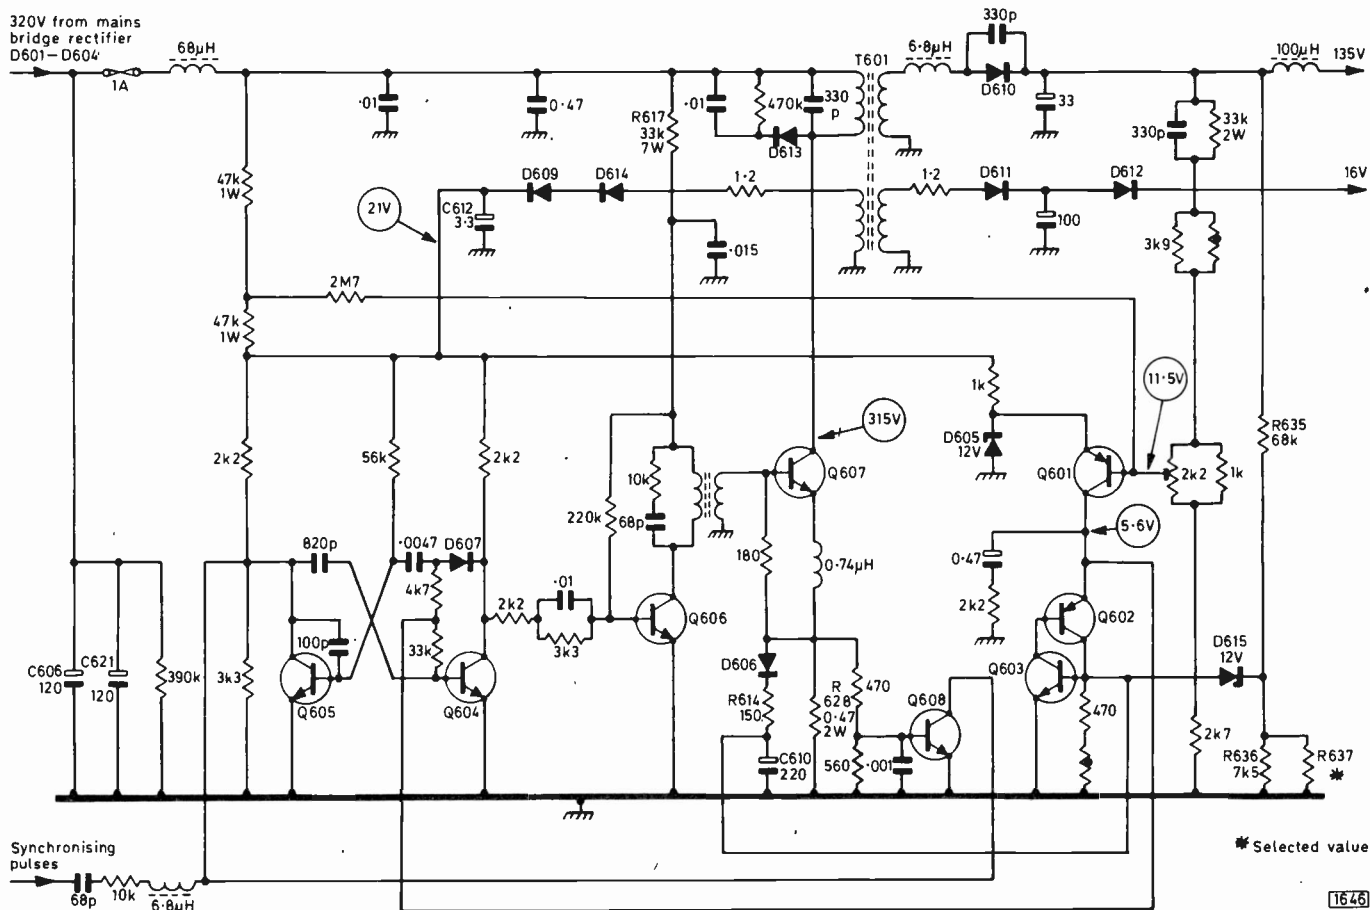 320V from mains
bridge rectifier
D601–D604
1A
68µH
·01
0·47
R617
33k
7W
·01
470k
330
p
D613
T601
6·8µH
330p
D610
33
100µH
135V
330p
33k
2W
47k
1W
21V
C612
3·3
D609
D614
1·2
·015
1·2
D611
100
D612
16V
3k9
2M7
47k
1W
1k
11·5V
315V
D605
12V
Q601
2k2
1k
R635
68k
2k2
56k
2k2
10k
68p
220k
Q607
5·6V
820p
·0047
D607
4k7
180
0·74µH
0·47
2k2
2k2
·01
3k3
Q606
Q602
100p
33k
Q603
D615
12V
C606
120
C621
120
390k
3k3
Q605
Q604
D606
R614
150
R
628
0·47
2W
470
Q608
470
C610
220
560
·001
2k7
R636
7k5
R637
*
Synchronising
pulses
68p
10k
6·8µH
* Selected value
1646